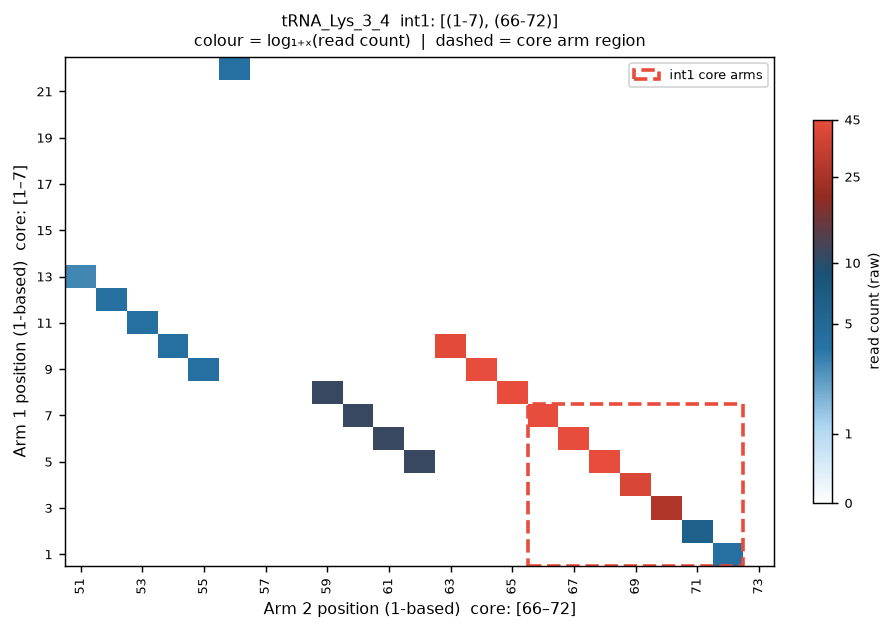 tRNA_Lys_3_4  int1: [(1-7), (66-72)]
colour = log₁₊ₓ(read count)  |  dashed = core arm region
int1 core arms
Arm 1 position (1-based)  core: [1–7]
21
19
17
15
13
11
9
7
5
3
1
51 53 55 57 59 61 63 65 67 69 71 73
Arm 2 position (1-based)  core: [66–72]
45
25
10
5
1
0
read count (raw)